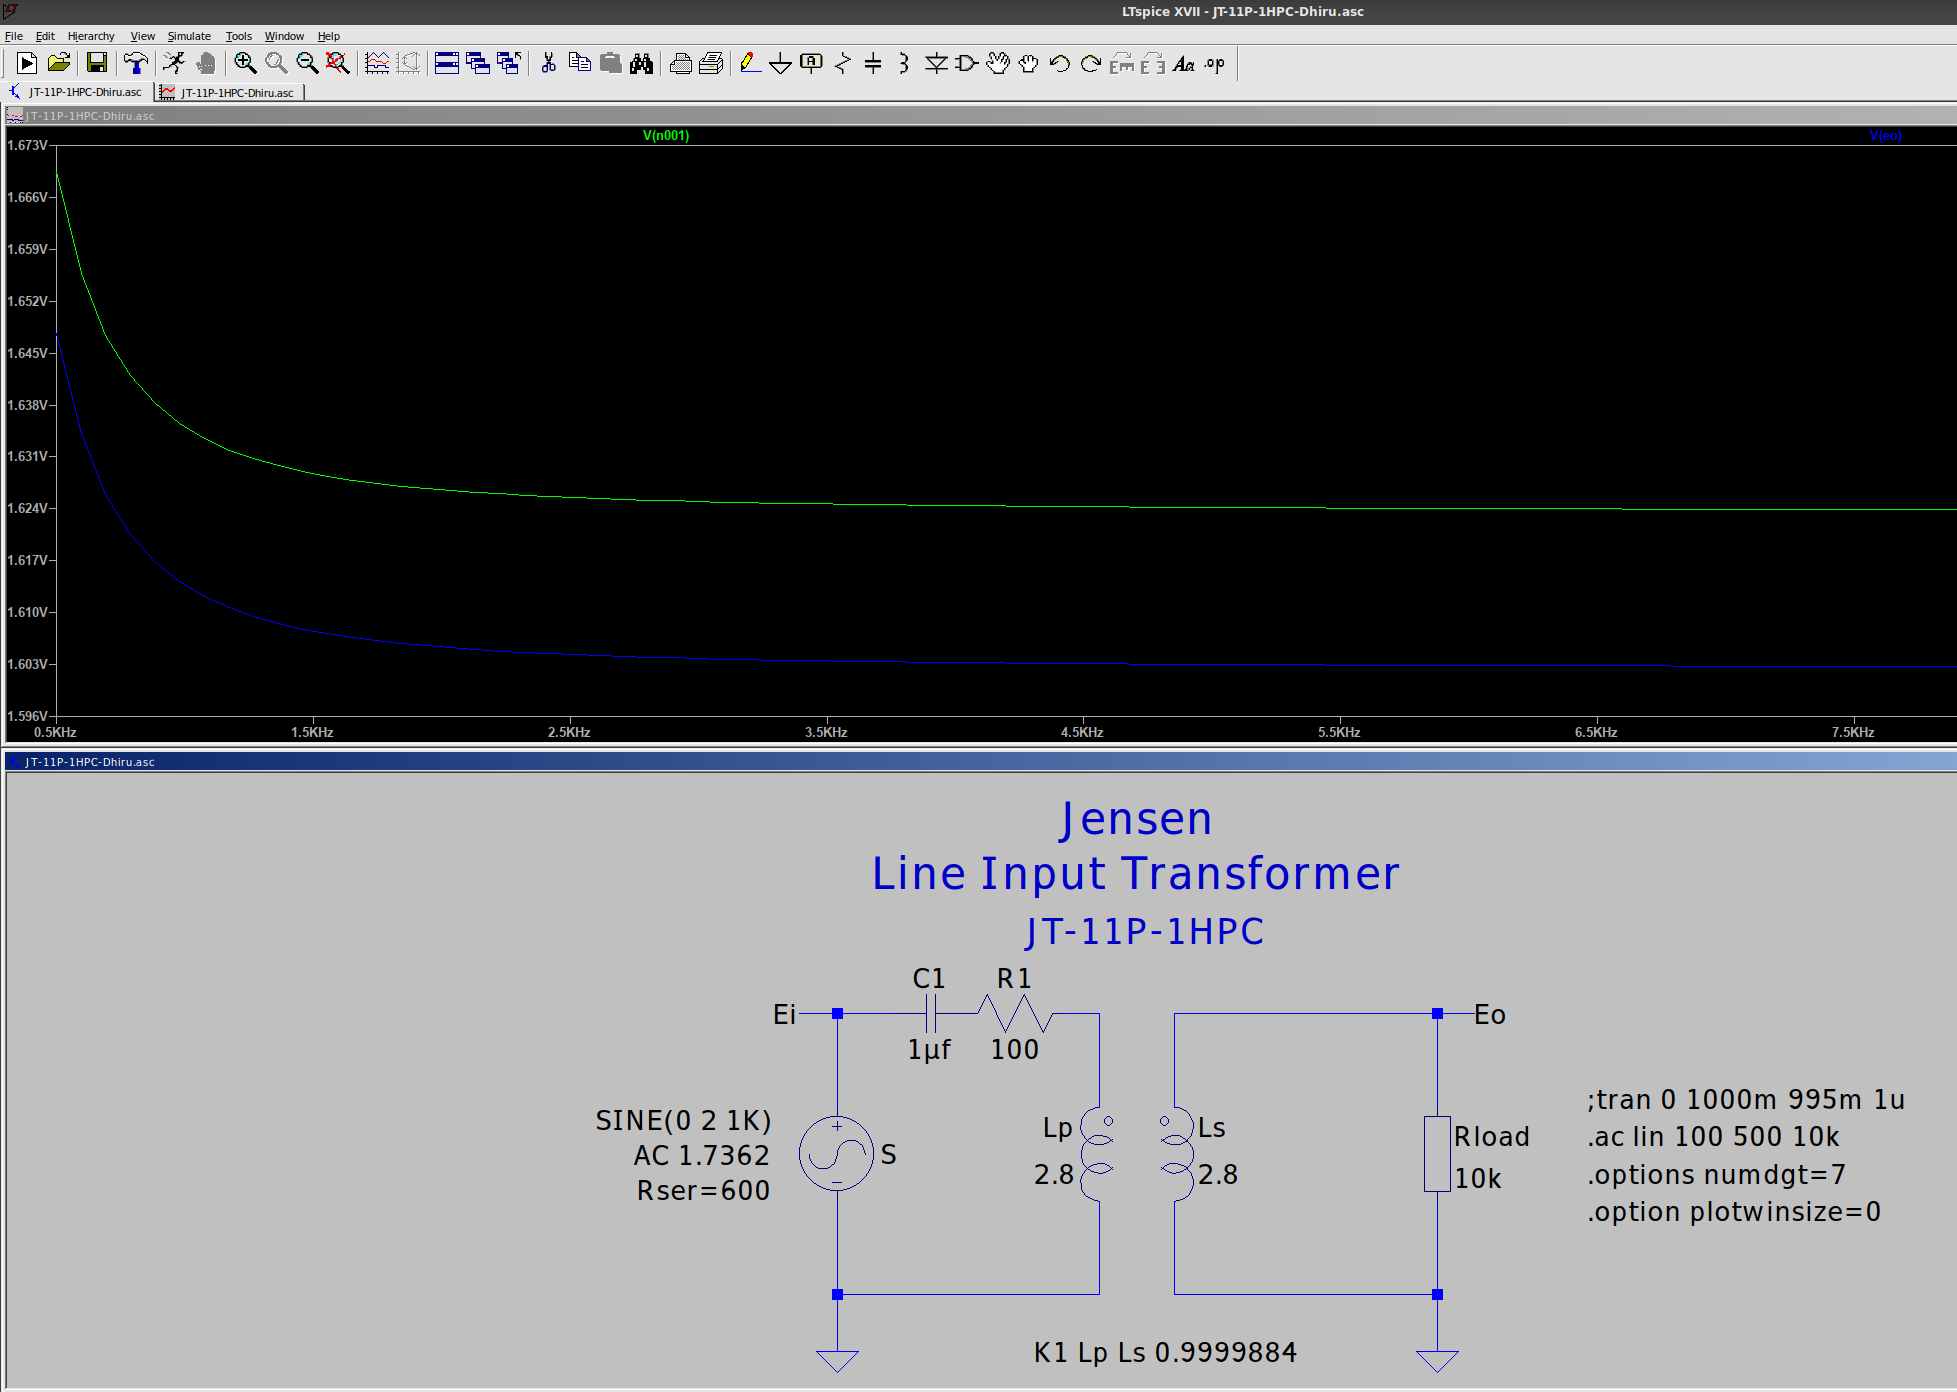 LTspice XVII - JT-11P-1HPC-Dhiru.asc
File Edit Hierarchy View Simulate Tools Window Help
JT-11P-1HPC-Dhiru.asc JT-11P-1HPC-Dhiru.asc
JT-11P-1HPC-Dhiru.asc
V(n001) V(eo)
1.673V
1.666V
1.659V
1.652V
1.645V
1.638V
1.631V
1.624V
1.617V
1.610V
1.603V
1.596V
0.5KHz 1.5KHz 2.5KHz 3.5KHz 4.5KHz 5.5KHz 6.5KHz 7.5KHz
JT-11P-1HPC-Dhiru.asc
Jensen
Line Input Transformer
JT-11P-1HPC
C1 R1
Ei Eo
1µf 100
SINE(0 2 1K)
AC 1.7362
Rser=600
S
Lp Ls
2.8 2.8
Rload
10k
;tran 0 1000m 995m 1u
.ac lin 100 500 10k
.options numdgt=7
.option plotwinsize=0
K1 Lp Ls 0.9999884